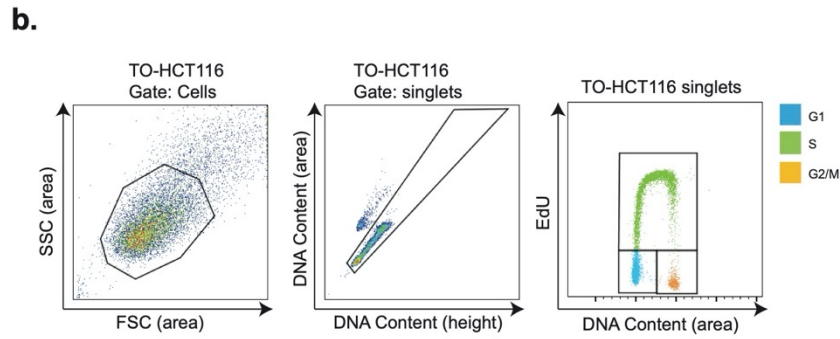 b.
TO-HCT116
Gate: Cells
SSC (area)
FSC (area)
TO-HCT116
Gate: singlets
DNA Content (area)
DNA Content (height)
TO-HCT116 singlets
EdU
DNA Content (area)
G1
S
G2/M